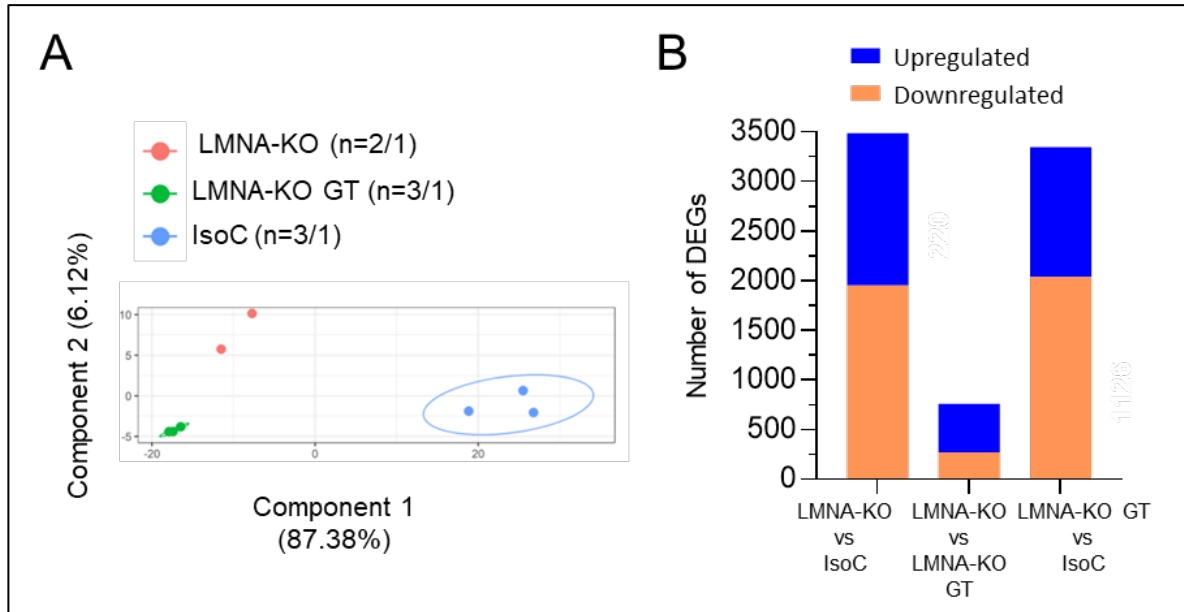 A
LMNA-KO (n=2/1)
LMNA-KO GT (n=3/1)
IsoC (n=3/1)
Component 2 (6.12%)
10
5
0
-5
-20
0
20
Component 1
(87.38%)
B
Upregulated
Downregulated
Number of DEGs
3500
3000
2500
2000
1500
1000
500
0
220
1126
LMNA-KO
vs
IsoC
LMNA-KO
vs
LMNA-KO
GT
LMNA-KO GT
vs
IsoC